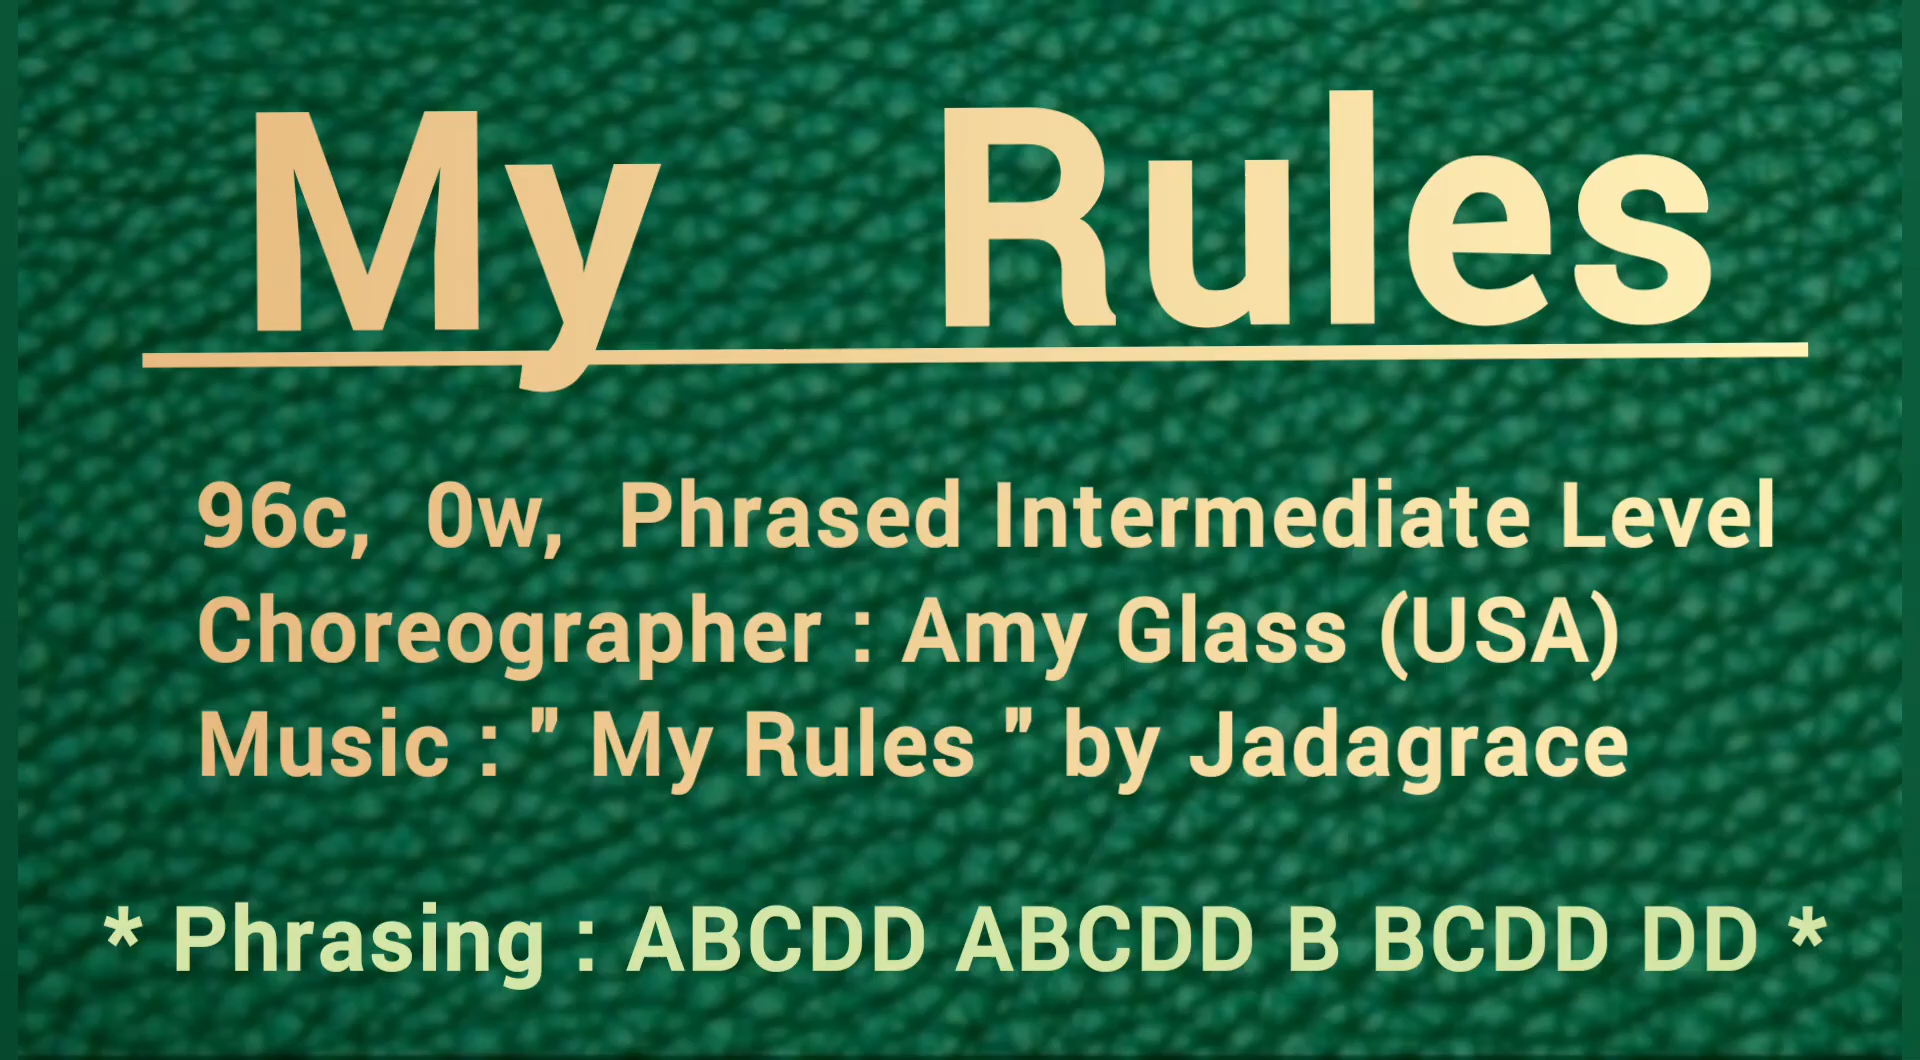 My Rules
96c, 0w, Phrased Intermediate Level
Choreographer : Amy Glass (USA)
Music : " My Rules " by Jadagrace
* Phrasing : ABCDD ABCDD B BCDD DD *